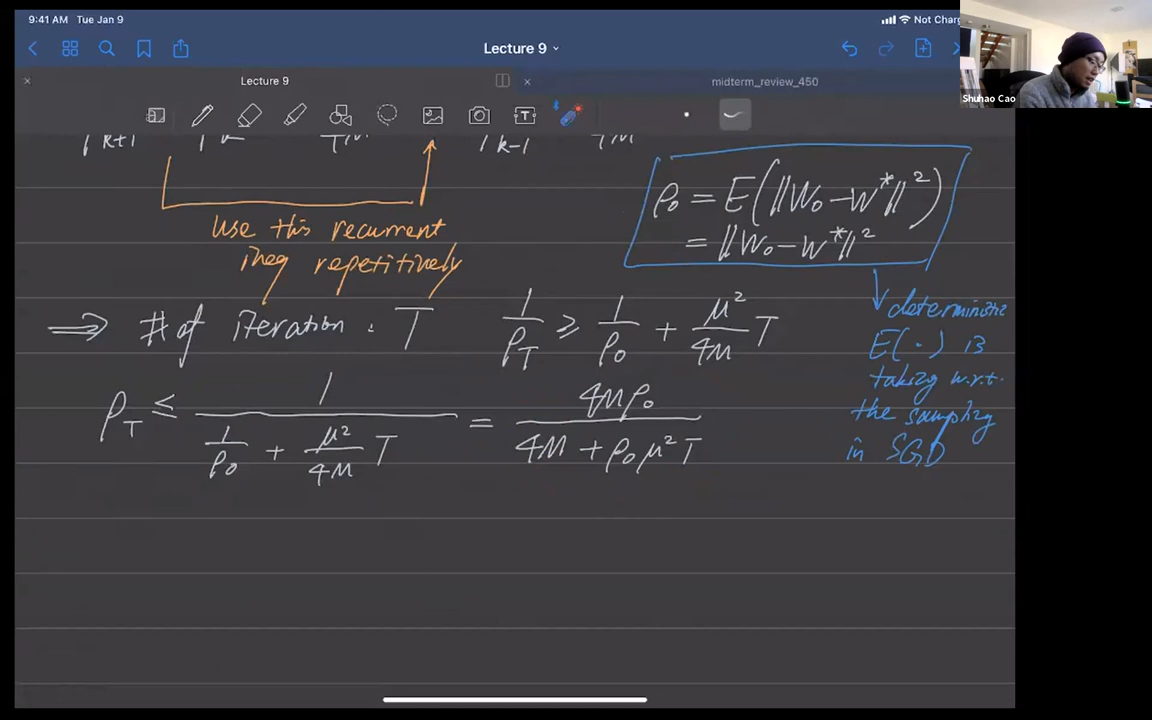 9:41 AM Tue Jan 9
Not Charg
Lecture 9
Lecture 9
midterm_review_450
Shuhao Cao
ρ₀ = E(‖W₀ − W*‖²)
= ‖W₀ − W*‖²
Use this recurrent
ineq repetitively
⟹ # of iteration : T 1/ρ_T ≥ 1/ρ₀ + μ²/4M T
deterministic
E(·) is
taking w.r.t.
the sampling
in SGD
ρ_T ≤ 1/(1/ρ₀ + μ²/4M T) = 4Mρ₀/(4M + ρ₀μ²T)